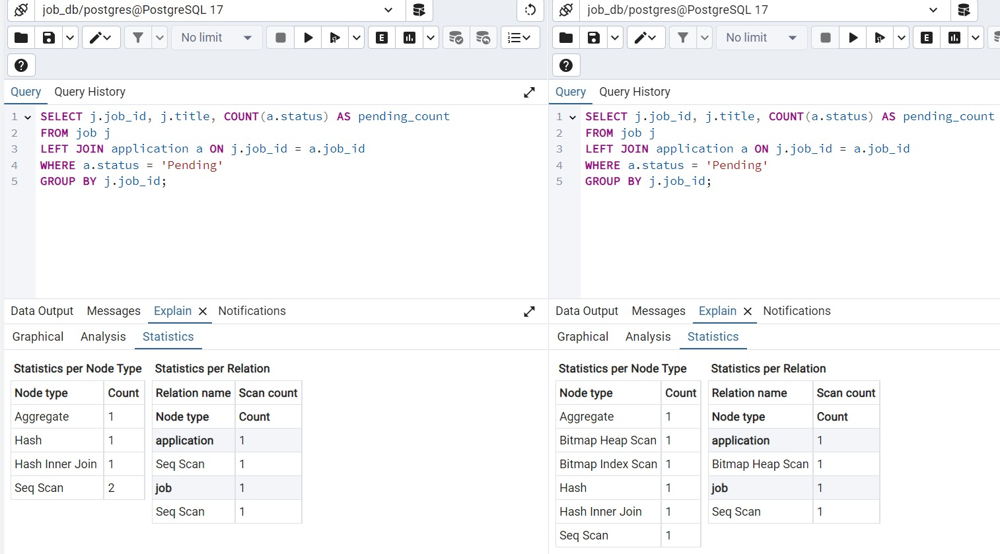 job_db/postgres@PostgreSQL 17
No limit
E
?
Query Query History
1 SELECT j.job_id, j.title, COUNT(a.status) AS pending_count
2 FROM job j
3 LEFT JOIN application a ON j.job_id = a.job_id
4 WHERE a.status = 'Pending'
5 GROUP BY j.job_id;
Data Output Messages Explain Notifications
Graphical Analysis Statistics
Statistics per Node Type
Node type Count
Aggregate 1
Hash 1
Hash Inner Join 1
Seq Scan 2
Statistics per Relation
Relation name Scan count
Node type Count
application 1
Seq Scan 1
job 1
Seq Scan 1
job_db/postgres@PostgreSQL 17
No limit
E
?
Query Query History
1 SELECT j.job_id, j.title, COUNT(a.status) AS pending_count
2 FROM job j
3 LEFT JOIN application a ON j.job_id = a.job_id
4 WHERE a.status = 'Pending'
5 GROUP BY j.job_id;
Data Output Messages Explain Notifications
Graphical Analysis Statistics
Statistics per Node Type
Node type Count
Aggregate 1
Bitmap Heap Scan 1
Bitmap Index Scan 1
Hash 1
Hash Inner Join 1
Seq Scan 1
Statistics per Relation
Relation name Scan count
Node type Count
application 1
Bitmap Heap Scan 1
job 1
Seq Scan 1